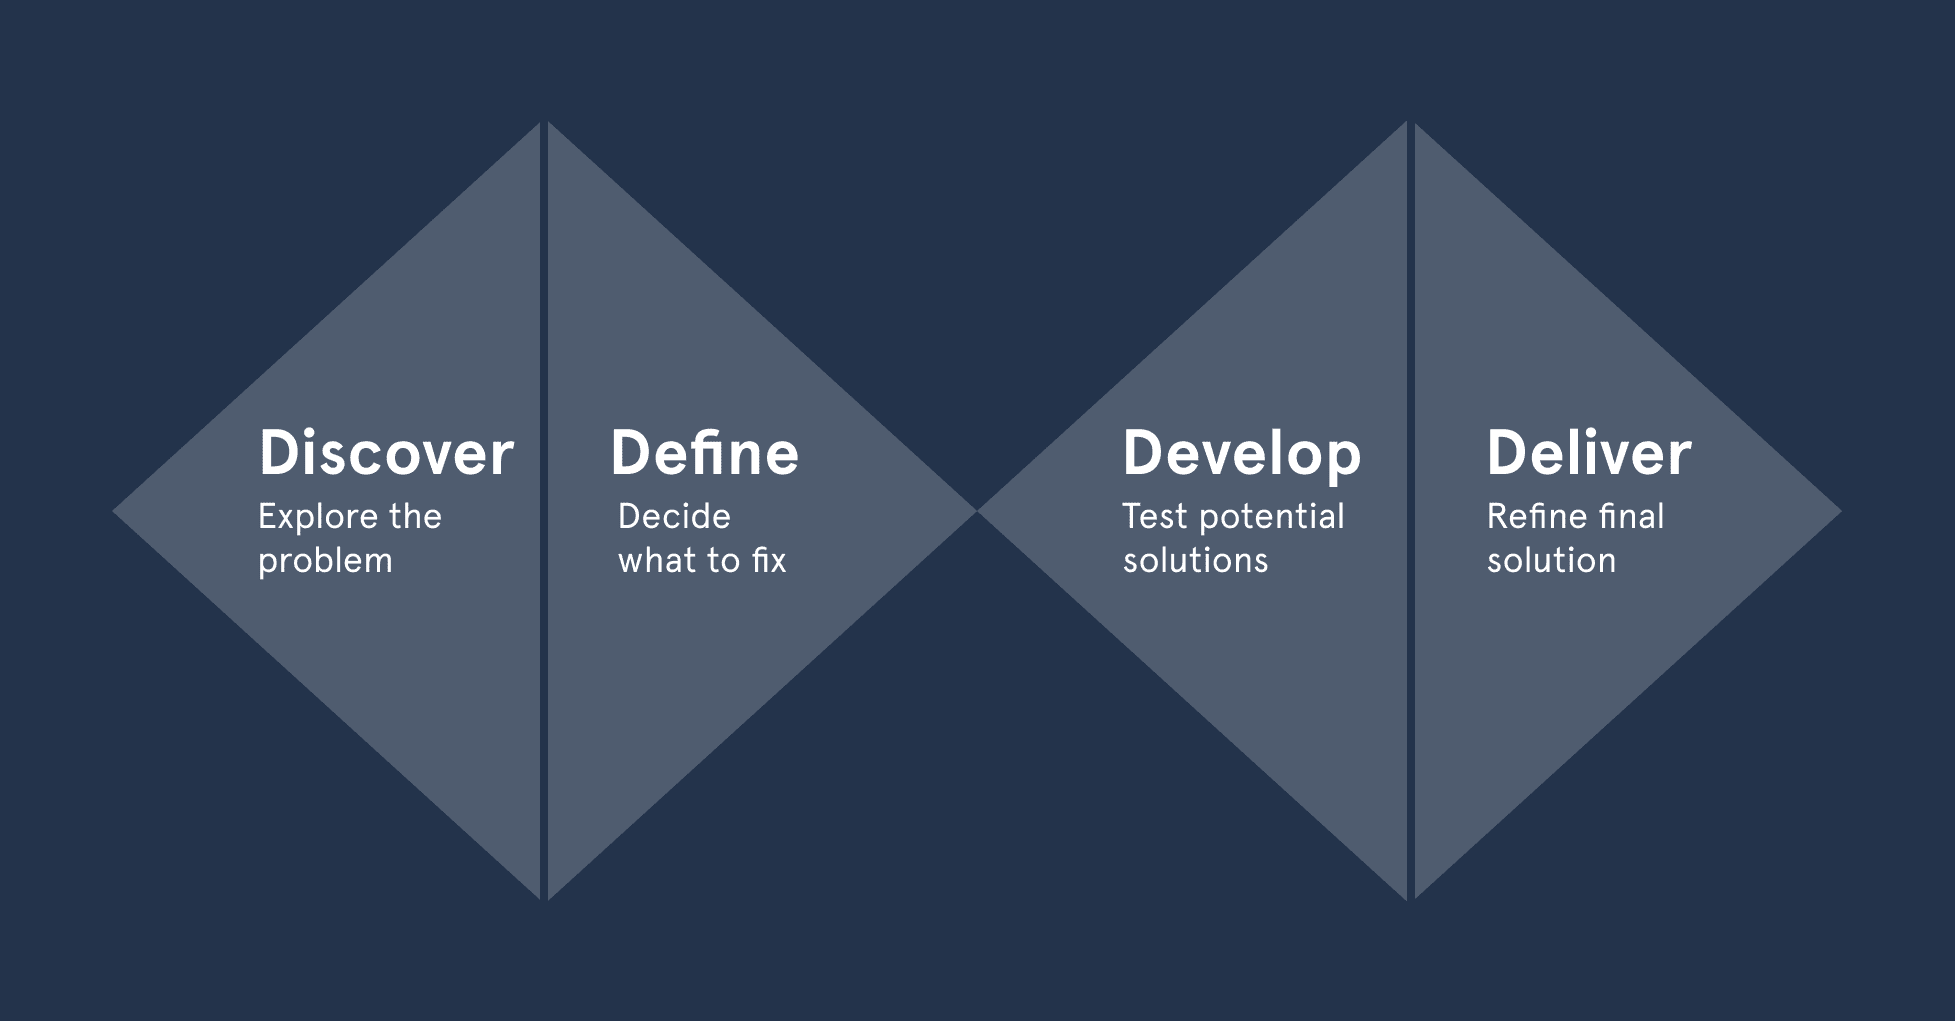 Discover
Explore the
problem
Define
Decide
what to fix
Develop
Test potential
solutions
Deliver
Refine final
solution